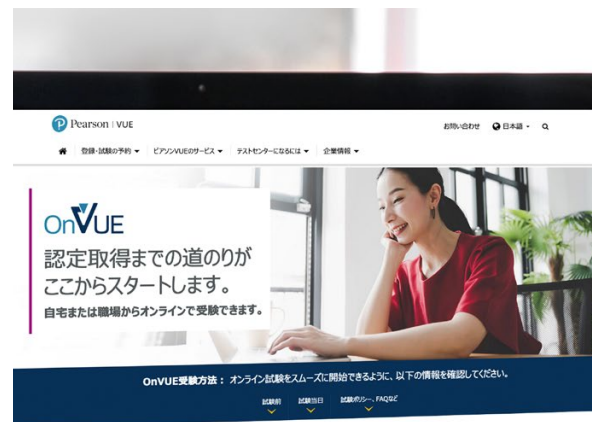 Pearson | VUE
お問い合わせ 日本語
登録・試験の予約 ピアソンVUEのサービス テストセンターになるには 企業情報
OnVUE
認定取得までの道のりが
ここからスタートします。
自宅または職場からオンラインで受験できます。
OnVUE受験方法： オンライン試験をスムーズに開始できるように、以下の情報を確認してください。
試験前 試験当日 試験ポリシー、FAQなど